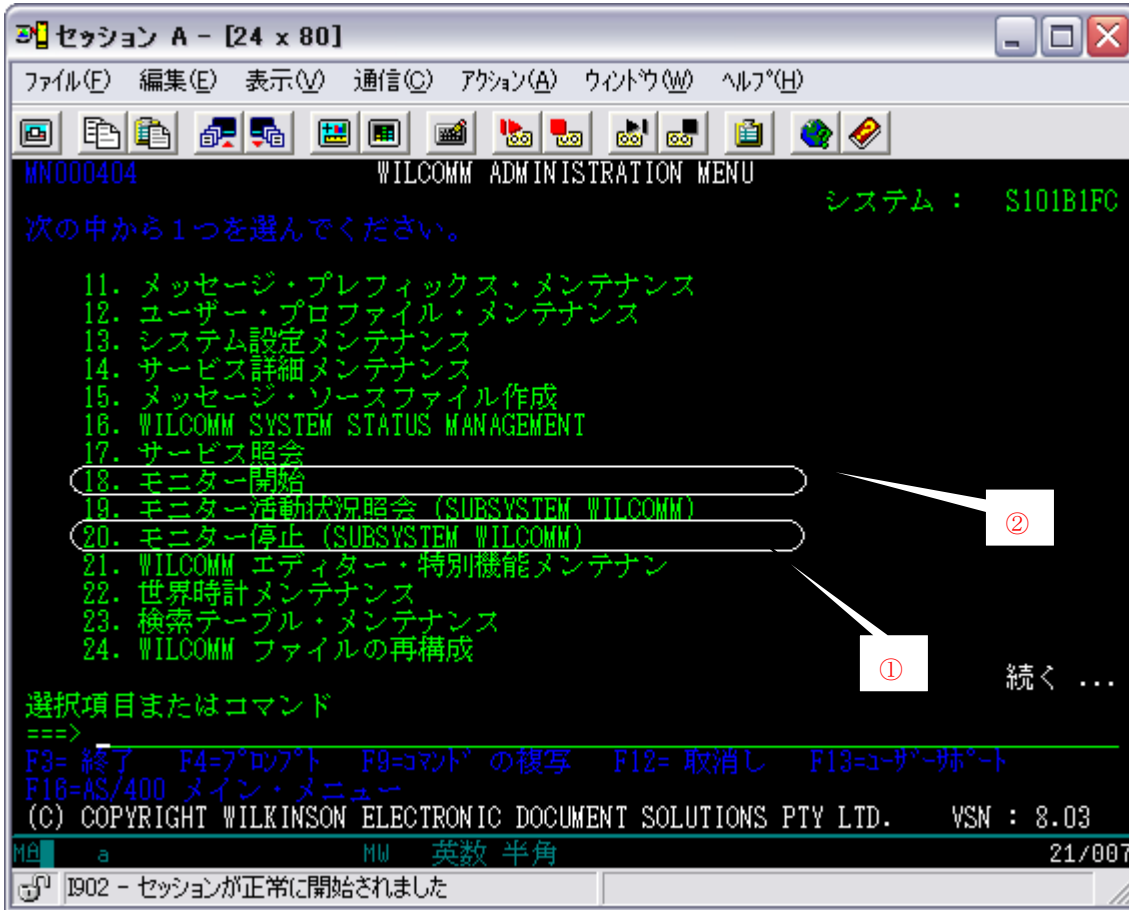 セッション A - [24 x 80]
ファイル(F) 編集(E) 表示(V) 通信(C) アクション(A) ウィンドウ(W) ヘルプ(H)
MN000404 WILCOMM ADMINISTRATION MENU
システム : S101B1FC
次の中から1つを選んでください。
11. メッセージ・プレフィックス・メンテナンス
12. ユーザー・プロファイル・メンテナンス
13. システム設定メンテナンス
14. サービス詳細メンテナンス
15. メッセージ・ソースファイル作成
16. WILCOMM SYSTEM STATUS MANAGEMENT
17. サービス照会
18. モニター開始
19. モニター活動状況照会 (SUBSYSTEM WILCOMM)
②
20. モニター停止 (SUBSYSTEM WILCOMM)
21. WILCOMM エディター・特別機能メンテナン
22. 世界時計メンテナンス
23. 検索テーブル・メンテナンス
24. WILCOMM ファイルの再構成
①
続く ...
選択項目またはコマンド
===>
F3= 終了 F4=プロンプト F9=コマンド の複写 F12= 取消し F13=ユーザーサポート
F16=AS/400 メイン・メニュー
(C) COPYRIGHT WILKINSON ELECTRONIC DOCUMENT SOLUTIONS PTY LTD. VSN : 8.03
MA a MW 英数 半角 21/007
I902 - セッションが正常に開始されました